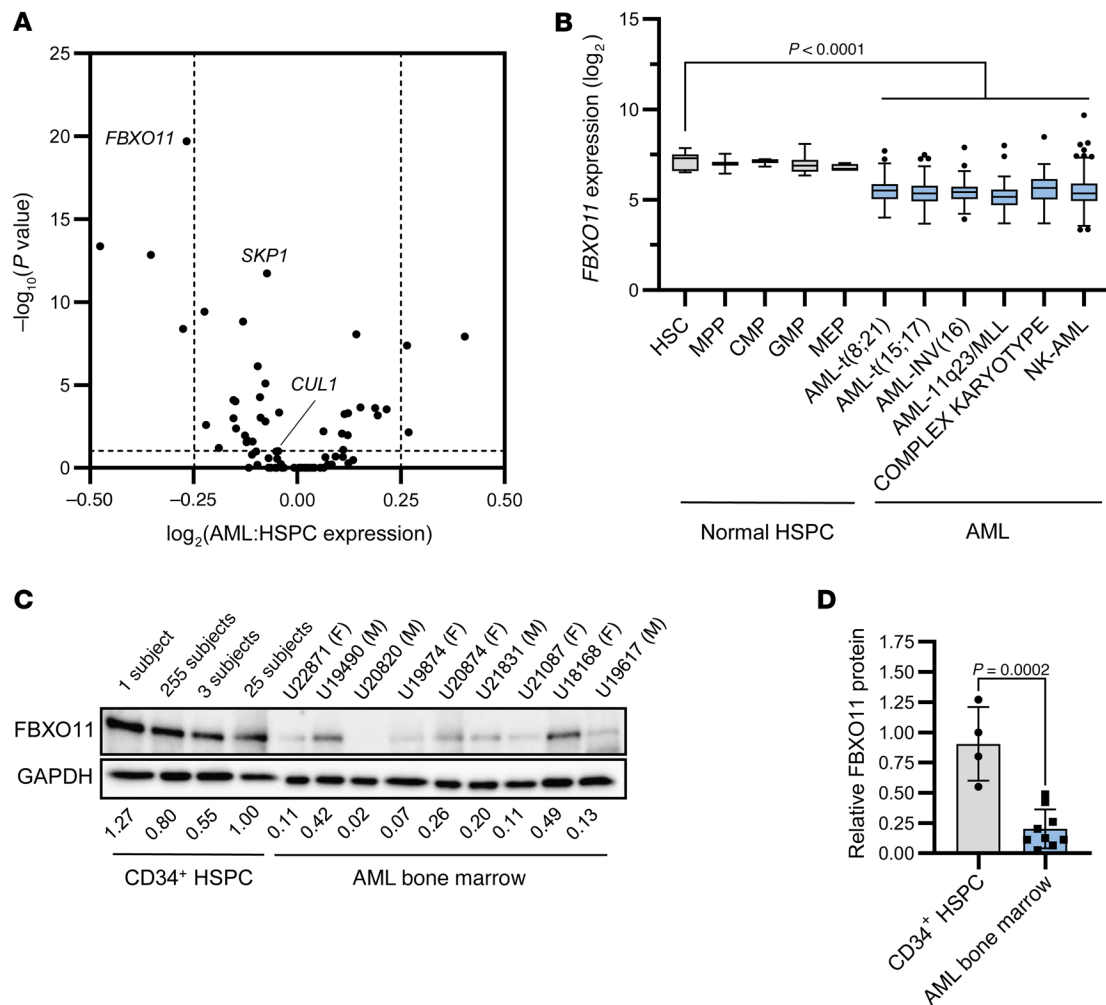 A
25
20
15
10
5
0
–log10(P value)
FBXO11
SKP1
CUL1
–0.50
–0.25
0.00
0.25
0.50
log2(AML:HSPC expression)
B
15
10
5
0
FBXO11 expression (log2)
P < 0.0001
HSC
MPP
CMP
GMP
MEP
AML-t(8;21)
AML-t(15;17)
AML-INV(16)
AML-11q23/MLL
COMPLEX KARYOTYPE
NK-AML
Normal HSPC
AML
C
1 subject
255 subjects
3 subjects
25 subjects
U22871 (F)
U19490 (M)
U20820 (M)
U19874 (F)
U20874 (F)
U21831 (M)
U21087 (F)
U18168 (F)
U19617 (M)
FBXO11
GAPDH
1.27
0.80
0.55
1.00
0.11
0.42
0.02
0.07
0.26
0.20
0.11
0.49
0.13
CD34+ HSPC
AML bone marrow
D
1.75
1.50
1.25
1.00
0.75
0.50
0.25
0.00
Relative FBXO11 protein
P = 0.0002
CD34+ HSPC
AML bone marrow